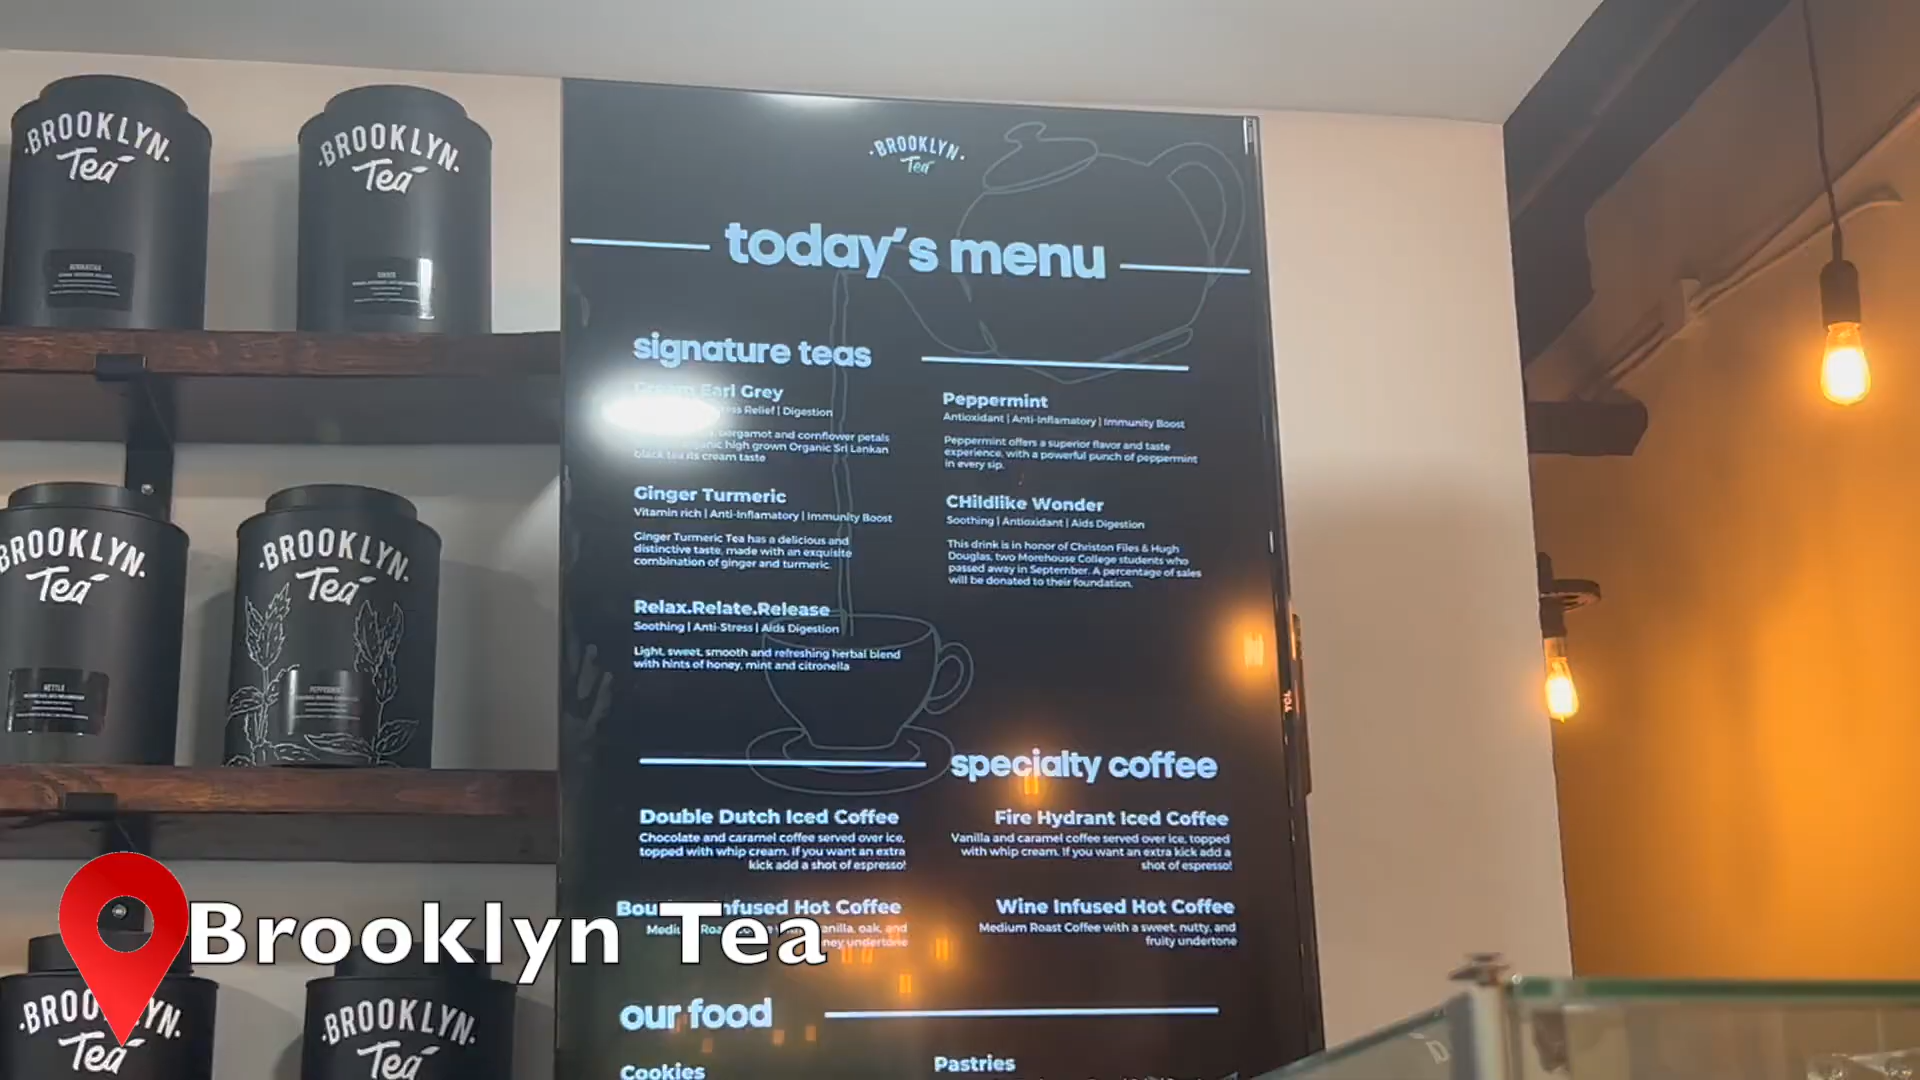 BROOKLYN
Tea
BROOKLYN
Tea
BROOKLYN
Tea
today's menu
signature teas
Earl Grey
Relief | Digestion
bergamot and cornflower petals
high grown Organic Sri Lankan
black tea its cream taste
Ginger Turmeric
Vitamin rich | Anti-Inflamatory | Immunity Boost
Ginger Turmeric Tea has a delicious and
distinctive taste, made with an exquisite
combination of ginger and turmeric.
Relax.Relate.Release
Soothing | Anti-Stress | Aids Digestion
Light, sweet, smooth and refreshing herbal blend
with hints of honey, mint and citronella
Peppermint
Antioxidant | Anti-Inflamatory | Immunity Boost
Peppermint offers a superior flavor and taste
experience, with a powerful punch of peppermint
in every sip.
CHildlike Wonder
Soothing | Antioxidant | Aids Digestion
This drink is in honor of Christon Files & Hugh
Douglas, two Morehouse College students who
passed away in September. A percentage of sales
will be donated to their foundation.
specialty coffee
Double Dutch Iced Coffee
Chocolate and caramel coffee served over ice,
topped with whip cream. If you want an extra
kick add a shot of espresso!
Fire Hydrant Iced Coffee
Vanilla and caramel coffee served over ice, topped
with whip cream. If you want an extra kick add a
shot of espresso!
Infused Hot Coffee
oak, and
undertone
Wine Infused Hot Coffee
Medium Roast Coffee with a sweet, nutty, and
fruity undertone
our food
Cookies
Pastries
TCL
BROOKLYN
Tea
NETTLE
BROOKLYN
Tea
PEPPERMINT
Brooklyn Tea
Tea
BROOKLYN
Tea